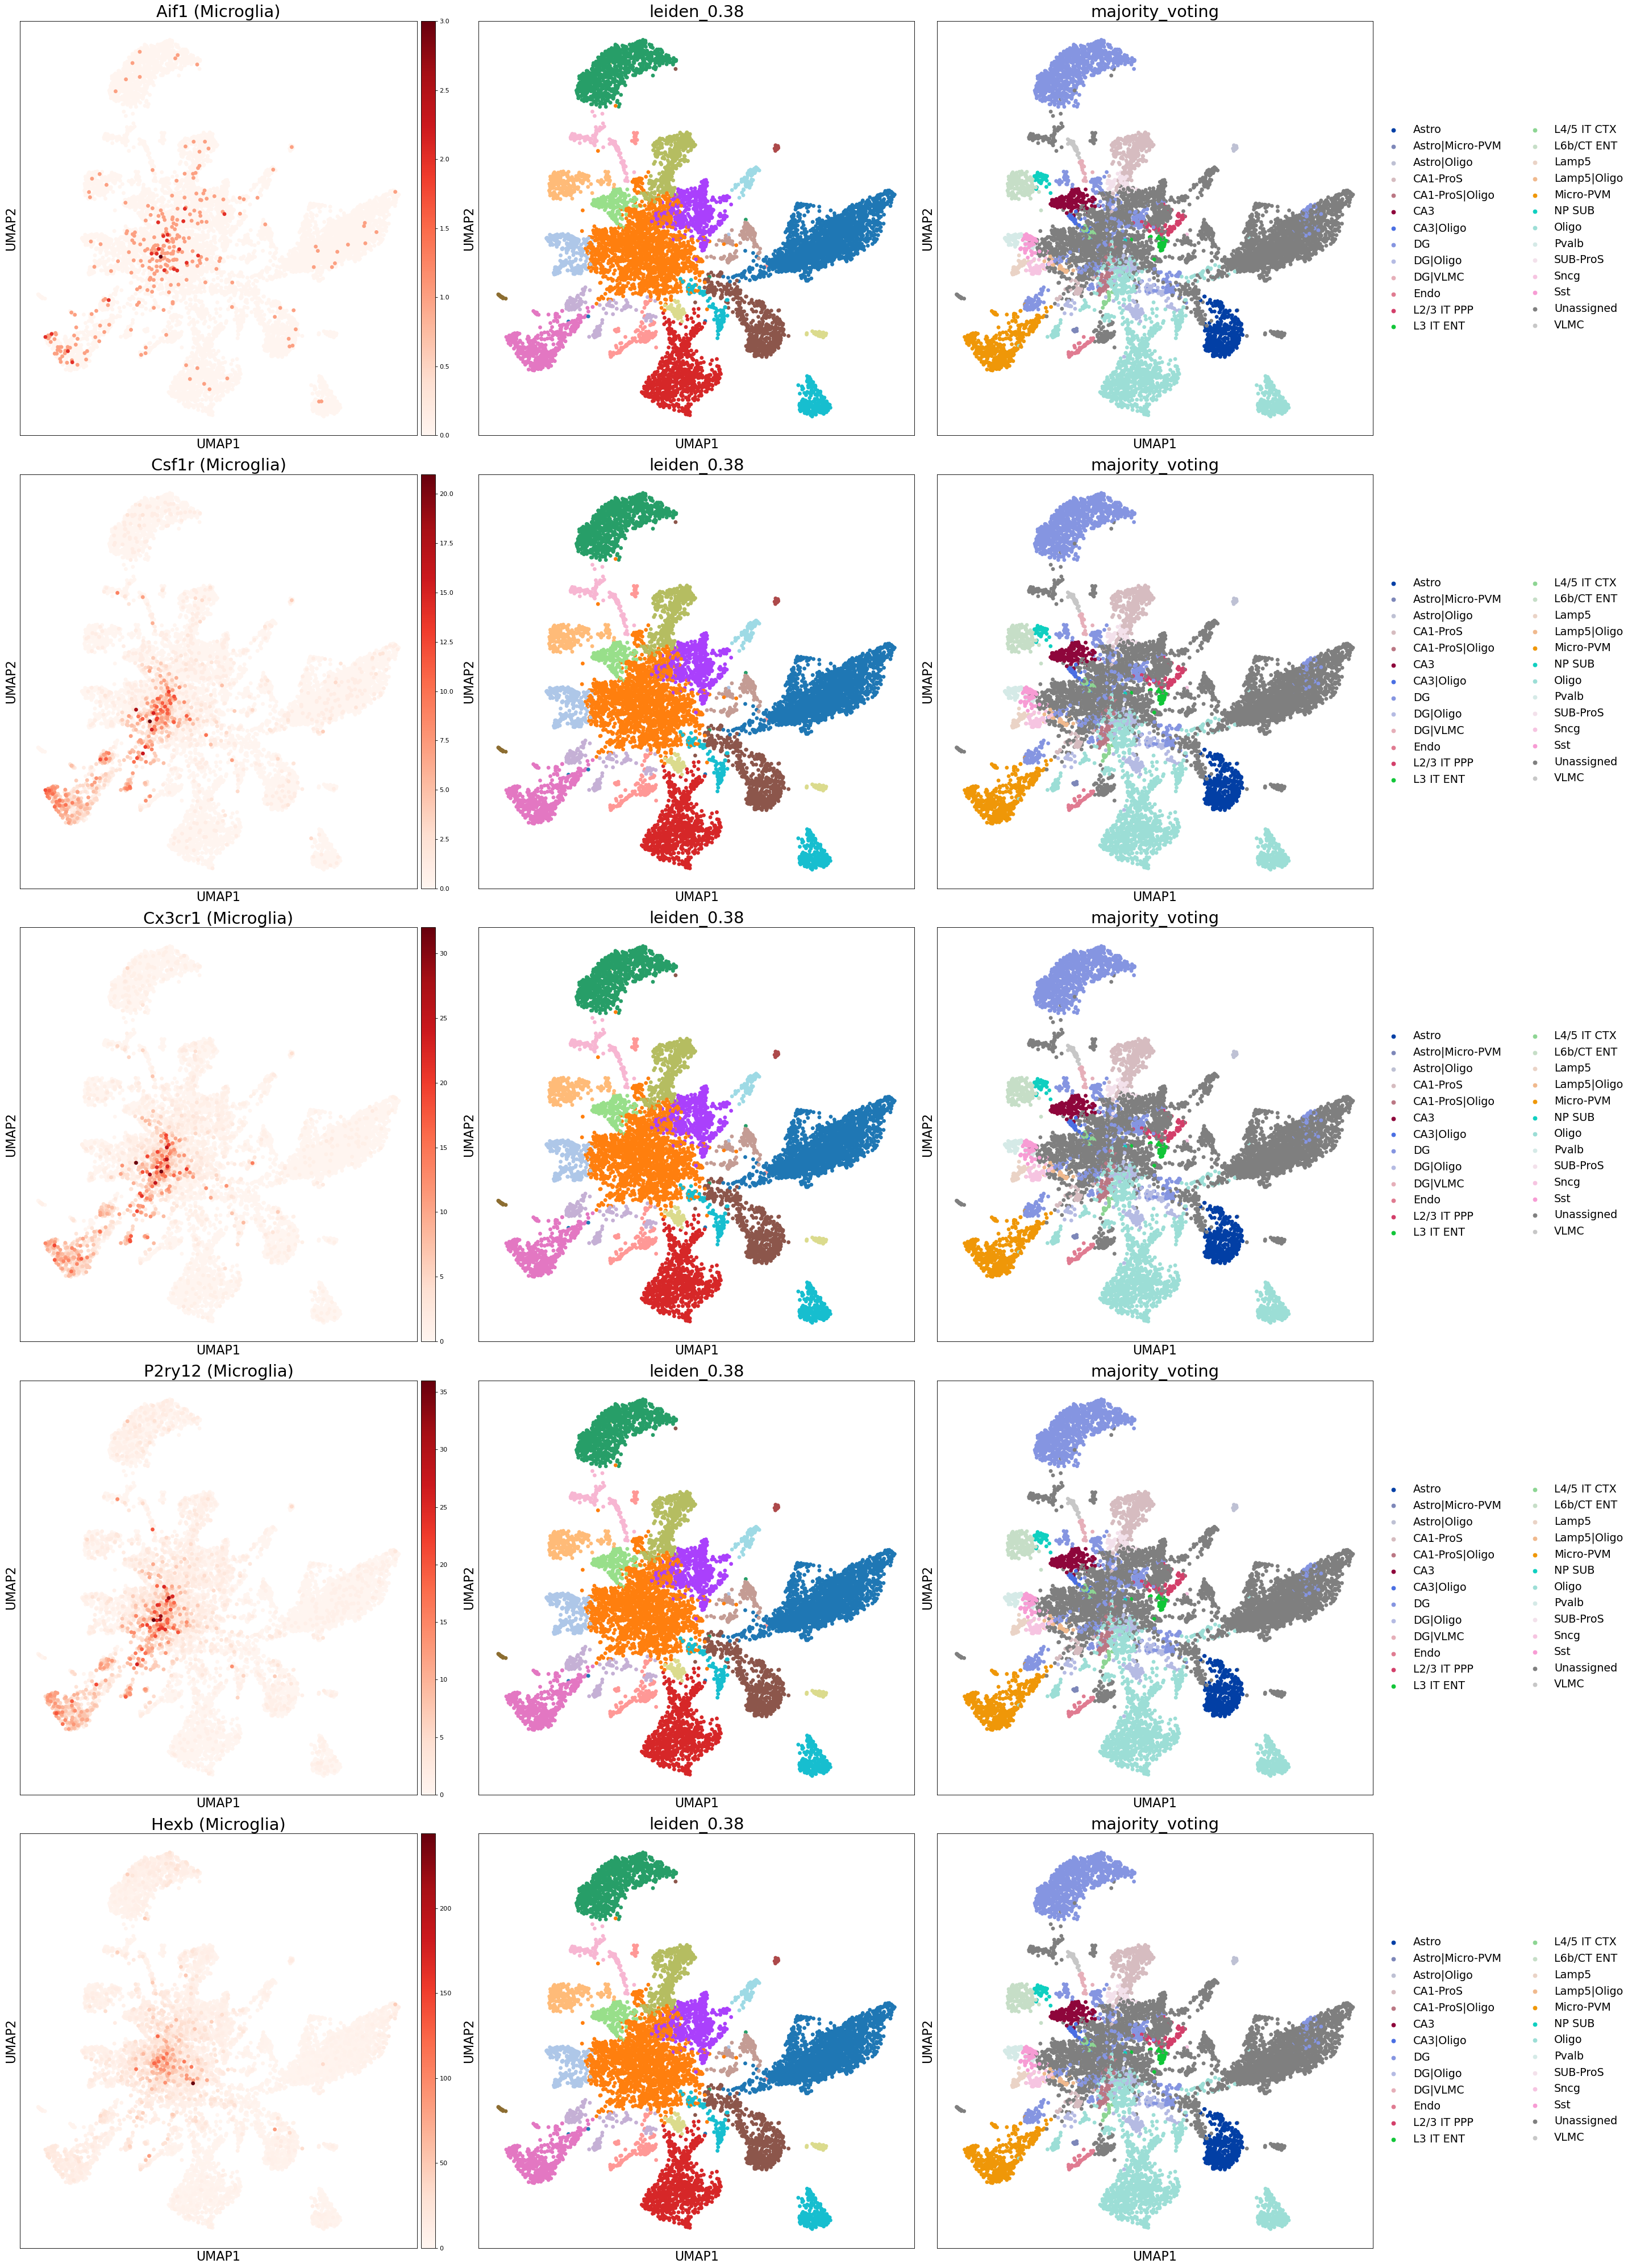 Aif1 (Microglia)
leiden_0.38
majority_voting
3.0
2.5
2.0
1.5
1.0
0.5
0.0
UMAP2
UMAP1
UMAP2
UMAP1
UMAP2
UMAP1
Astro
Astro|Micro-PVM
Astro|Oligo
CA1-ProS
CA1-ProS|Oligo
CA3
CA3|Oligo
DG
DG|Oligo
DG|VLMC
Endo
L2/3 IT PPP
L3 IT ENT
L4/5 IT CTX
L6b/CT ENT
Lamp5
Lamp5|Oligo
Micro-PVM
NP SUB
Oligo
Pvalb
SUB-ProS
Sncg
Sst
Unassigned
VLMC
Csf1r (Microglia)
leiden_0.38
majority_voting
20.0
17.5
15.0
12.5
10.0
7.5
5.0
2.5
0.0
UMAP2
UMAP1
UMAP2
UMAP1
UMAP2
UMAP1
Astro
Astro|Micro-PVM
Astro|Oligo
CA1-ProS
CA1-ProS|Oligo
CA3
CA3|Oligo
DG
DG|Oligo
DG|VLMC
Endo
L2/3 IT PPP
L3 IT ENT
L4/5 IT CTX
L6b/CT ENT
Lamp5
Lamp5|Oligo
Micro-PVM
NP SUB
Oligo
Pvalb
SUB-ProS
Sncg
Sst
Unassigned
VLMC
Cx3cr1 (Microglia)
leiden_0.38
majority_voting
30
25
20
15
10
5
0
UMAP2
UMAP1
UMAP2
UMAP1
UMAP2
UMAP1
Astro
Astro|Micro-PVM
Astro|Oligo
CA1-ProS
CA1-ProS|Oligo
CA3
CA3|Oligo
DG
DG|Oligo
DG|VLMC
Endo
L2/3 IT PPP
L3 IT ENT
L4/5 IT CTX
L6b/CT ENT
Lamp5
Lamp5|Oligo
Micro-PVM
NP SUB
Oligo
Pvalb
SUB-ProS
Sncg
Sst
Unassigned
VLMC
P2ry12 (Microglia)
leiden_0.38
majority_voting
35
30
25
20
15
10
5
0
UMAP2
UMAP1
UMAP2
UMAP1
UMAP2
UMAP1
Astro
Astro|Micro-PVM
Astro|Oligo
CA1-ProS
CA1-ProS|Oligo
CA3
CA3|Oligo
DG
DG|Oligo
DG|VLMC
Endo
L2/3 IT PPP
L3 IT ENT
L4/5 IT CTX
L6b/CT ENT
Lamp5
Lamp5|Oligo
Micro-PVM
NP SUB
Oligo
Pvalb
SUB-ProS
Sncg
Sst
Unassigned
VLMC
Hexb (Microglia)
leiden_0.38
majority_voting
200
150
100
50
0
UMAP2
UMAP1
UMAP2
UMAP1
UMAP2
UMAP1
Astro
Astro|Micro-PVM
Astro|Oligo
CA1-ProS
CA1-ProS|Oligo
CA3
CA3|Oligo
DG
DG|Oligo
DG|VLMC
Endo
L2/3 IT PPP
L3 IT ENT
L4/5 IT CTX
L6b/CT ENT
Lamp5
Lamp5|Oligo
Micro-PVM
NP SUB
Oligo
Pvalb
SUB-ProS
Sncg
Sst
Unassigned
VLMC